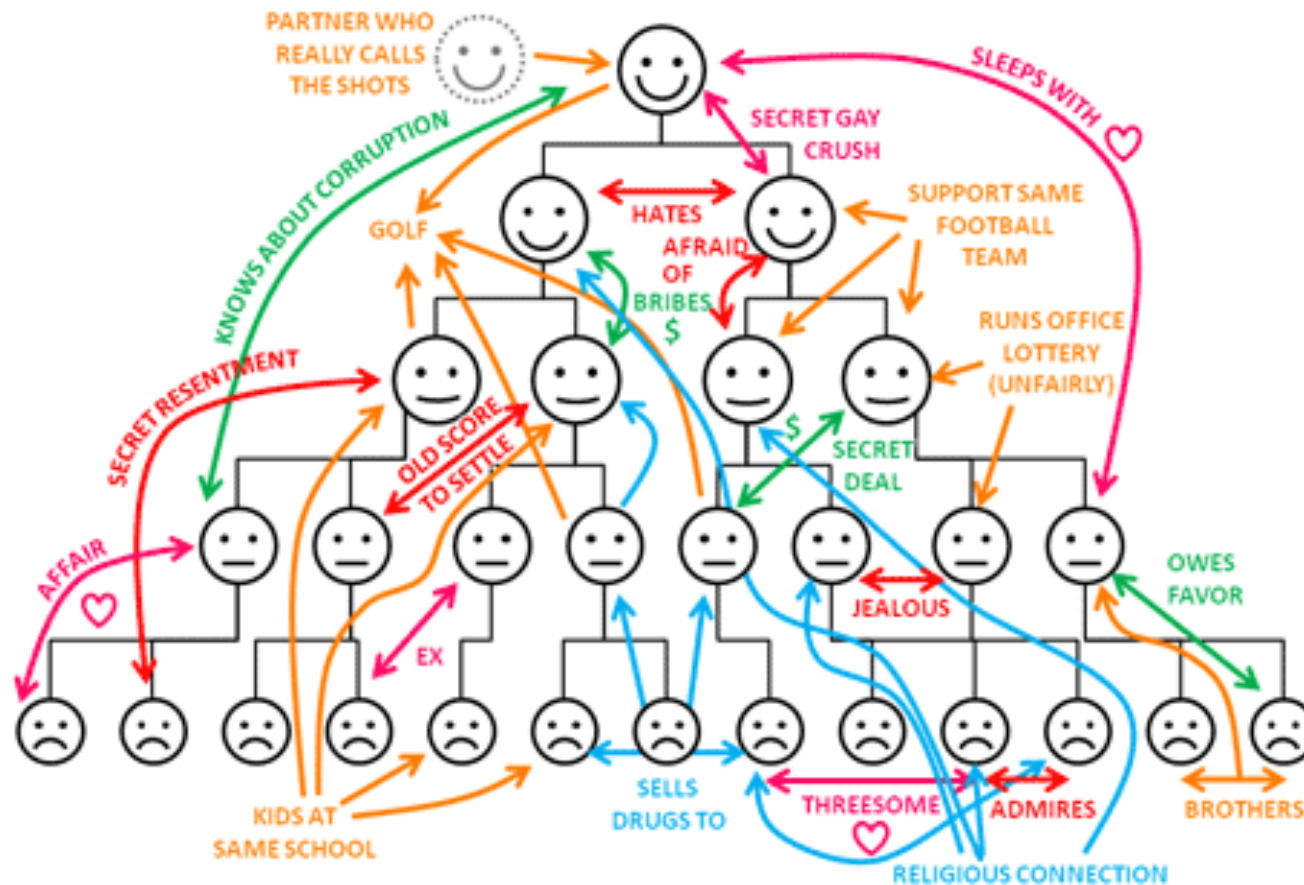 PARTNER WHO
REALLY CALLS
THE SHOTS
SLEEPS WITH
SECRET GAY
CRUSH
KNOWS ABOUT CORRUPTION
GOLF
HATES
SUPPORT SAME
FOOTBALL
TEAM
AFRAID
OF
BRIBES
$
RUNS OFFICE
LOTTERY
(UNFAIRLY)
SECRET RESENTMENT
OLD SCORE
TO SETTLE
$
SECRET
DEAL
AFFAIR
JEALOUS
OWES
FAVOR
EX
KIDS AT
SAME SCHOOL
SELLS
DRUGS TO
THREESOME
ADMIRES
BROTHERS
RELIGIOUS CONNECTION